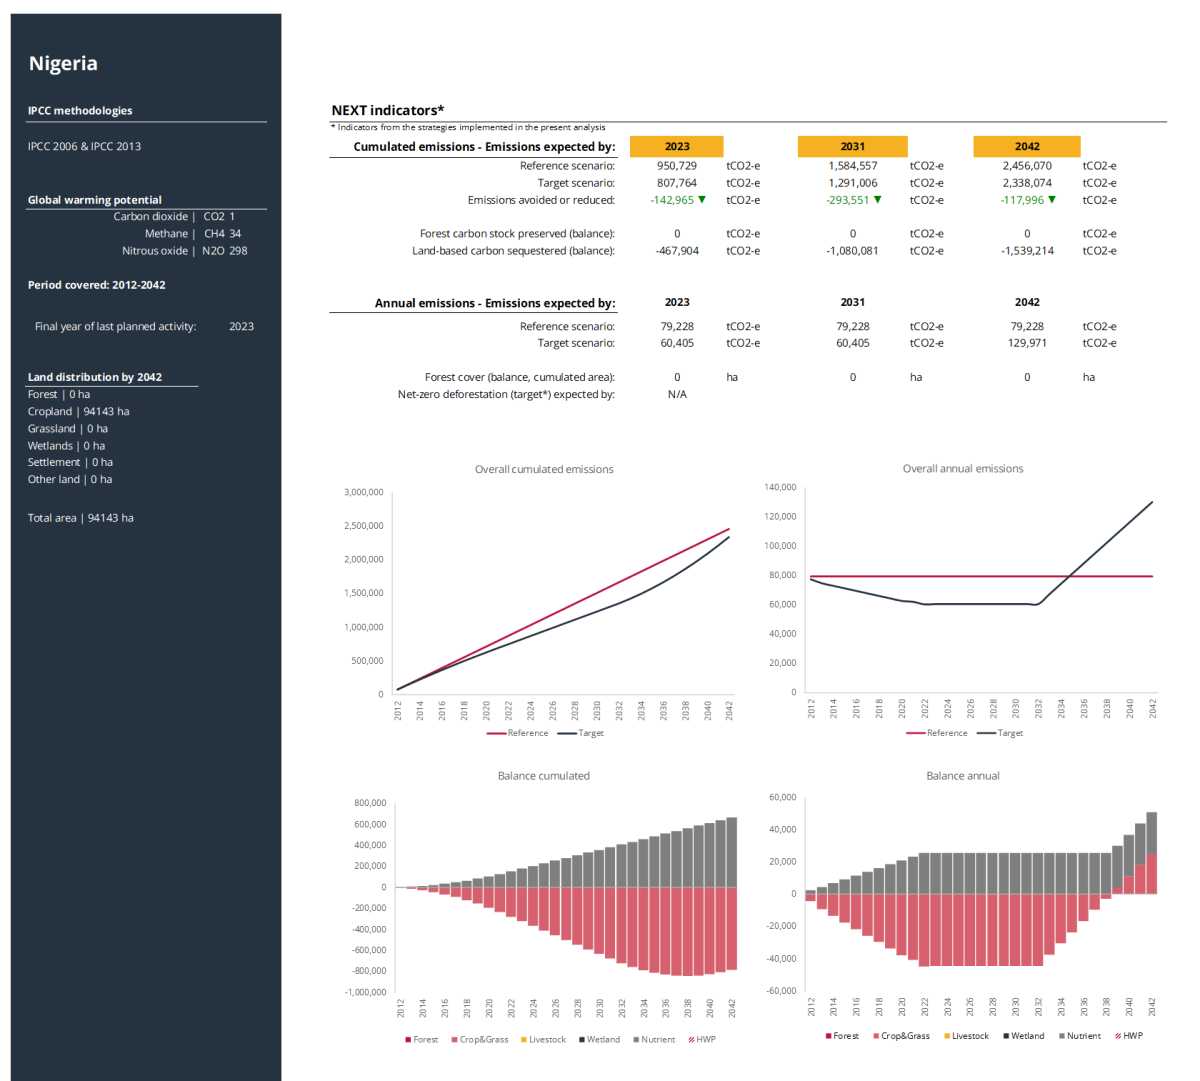 Nigeria
IPCC methodologies
IPCC 2006 & IPCC 2013
Global warming potential
Carbon dioxide | CO2 1
Methane | CH4 34
Nitrous oxide | N2O 298
Period covered: 2012-2042
Final year of last planned activity: 2023
Land distribution by 2042
Forest | 0 ha
Cropland | 94143 ha
Grassland | 0 ha
Wetlands | 0 ha
Settlement | 0 ha
Other land | 0 ha
Total area | 94143 ha
NEXT indicators*
* Indicators from the strategies implemented in the present analysis
Cumulated emissions - Emissions expected by: 2023 2031 2042
Reference scenario: 950,729 tCO2-e 1,584,557 tCO2-e 2,456,070 tCO2-e
Target scenario: 807,764 tCO2-e 1,291,006 tCO2-e 2,338,074 tCO2-e
Emissions avoided or reduced: -142,965 ▼ tCO2-e -293,551 ▼ tCO2-e -117,996 ▼ tCO2-e
Forest carbon stock preserved (balance): 0 tCO2-e 0 tCO2-e 0 tCO2-e
Land-based carbon sequestered (balance): -467,904 tCO2-e -1,080,081 tCO2-e -1,539,214 tCO2-e
Annual emissions - Emissions expected by: 2023 2031 2042
Reference scenario: 79,228 tCO2-e 79,228 tCO2-e 79,228 tCO2-e
Target scenario: 60,405 tCO2-e 60,405 tCO2-e 129,971 tCO2-e
Forest cover (balance, cumulated area): 0 ha 0 ha 0 ha
Net-zero deforestation (target*) expected by: N/A
Overall cumulated emissions
3,000,000
2,500,000
2,000,000
1,500,000
1,000,000
500,000
0
2012 2014 2016 2018 2020 2022 2024 2026 2028 2030 2032 2034 2036 2038 2040 2042
Reference Target
Overall annual emissions
140,000
120,000
100,000
80,000
60,000
40,000
20,000
0
2012 2014 2016 2018 2020 2022 2024 2026 2028 2030 2032 2034 2036 2038 2040 2042
Reference Target
Balance cumulated
800,000
600,000
400,000
200,000
0
-200,000
-400,000
-600,000
-800,000
-1,000,000
2012 2014 2016 2018 2020 2022 2024 2026 2028 2030 2032 2034 2036 2038 2040 2042
Forest Crop&Grass Livestock Wetland Nutrient HWP
Balance annual
60,000
40,000
20,000
0
-20,000
-40,000
-60,000
2012 2014 2016 2018 2020 2022 2024 2026 2028 2030 2032 2034 2036 2038 2040 2042
Forest Crop&Grass Livestock Wetland Nutrient HWP